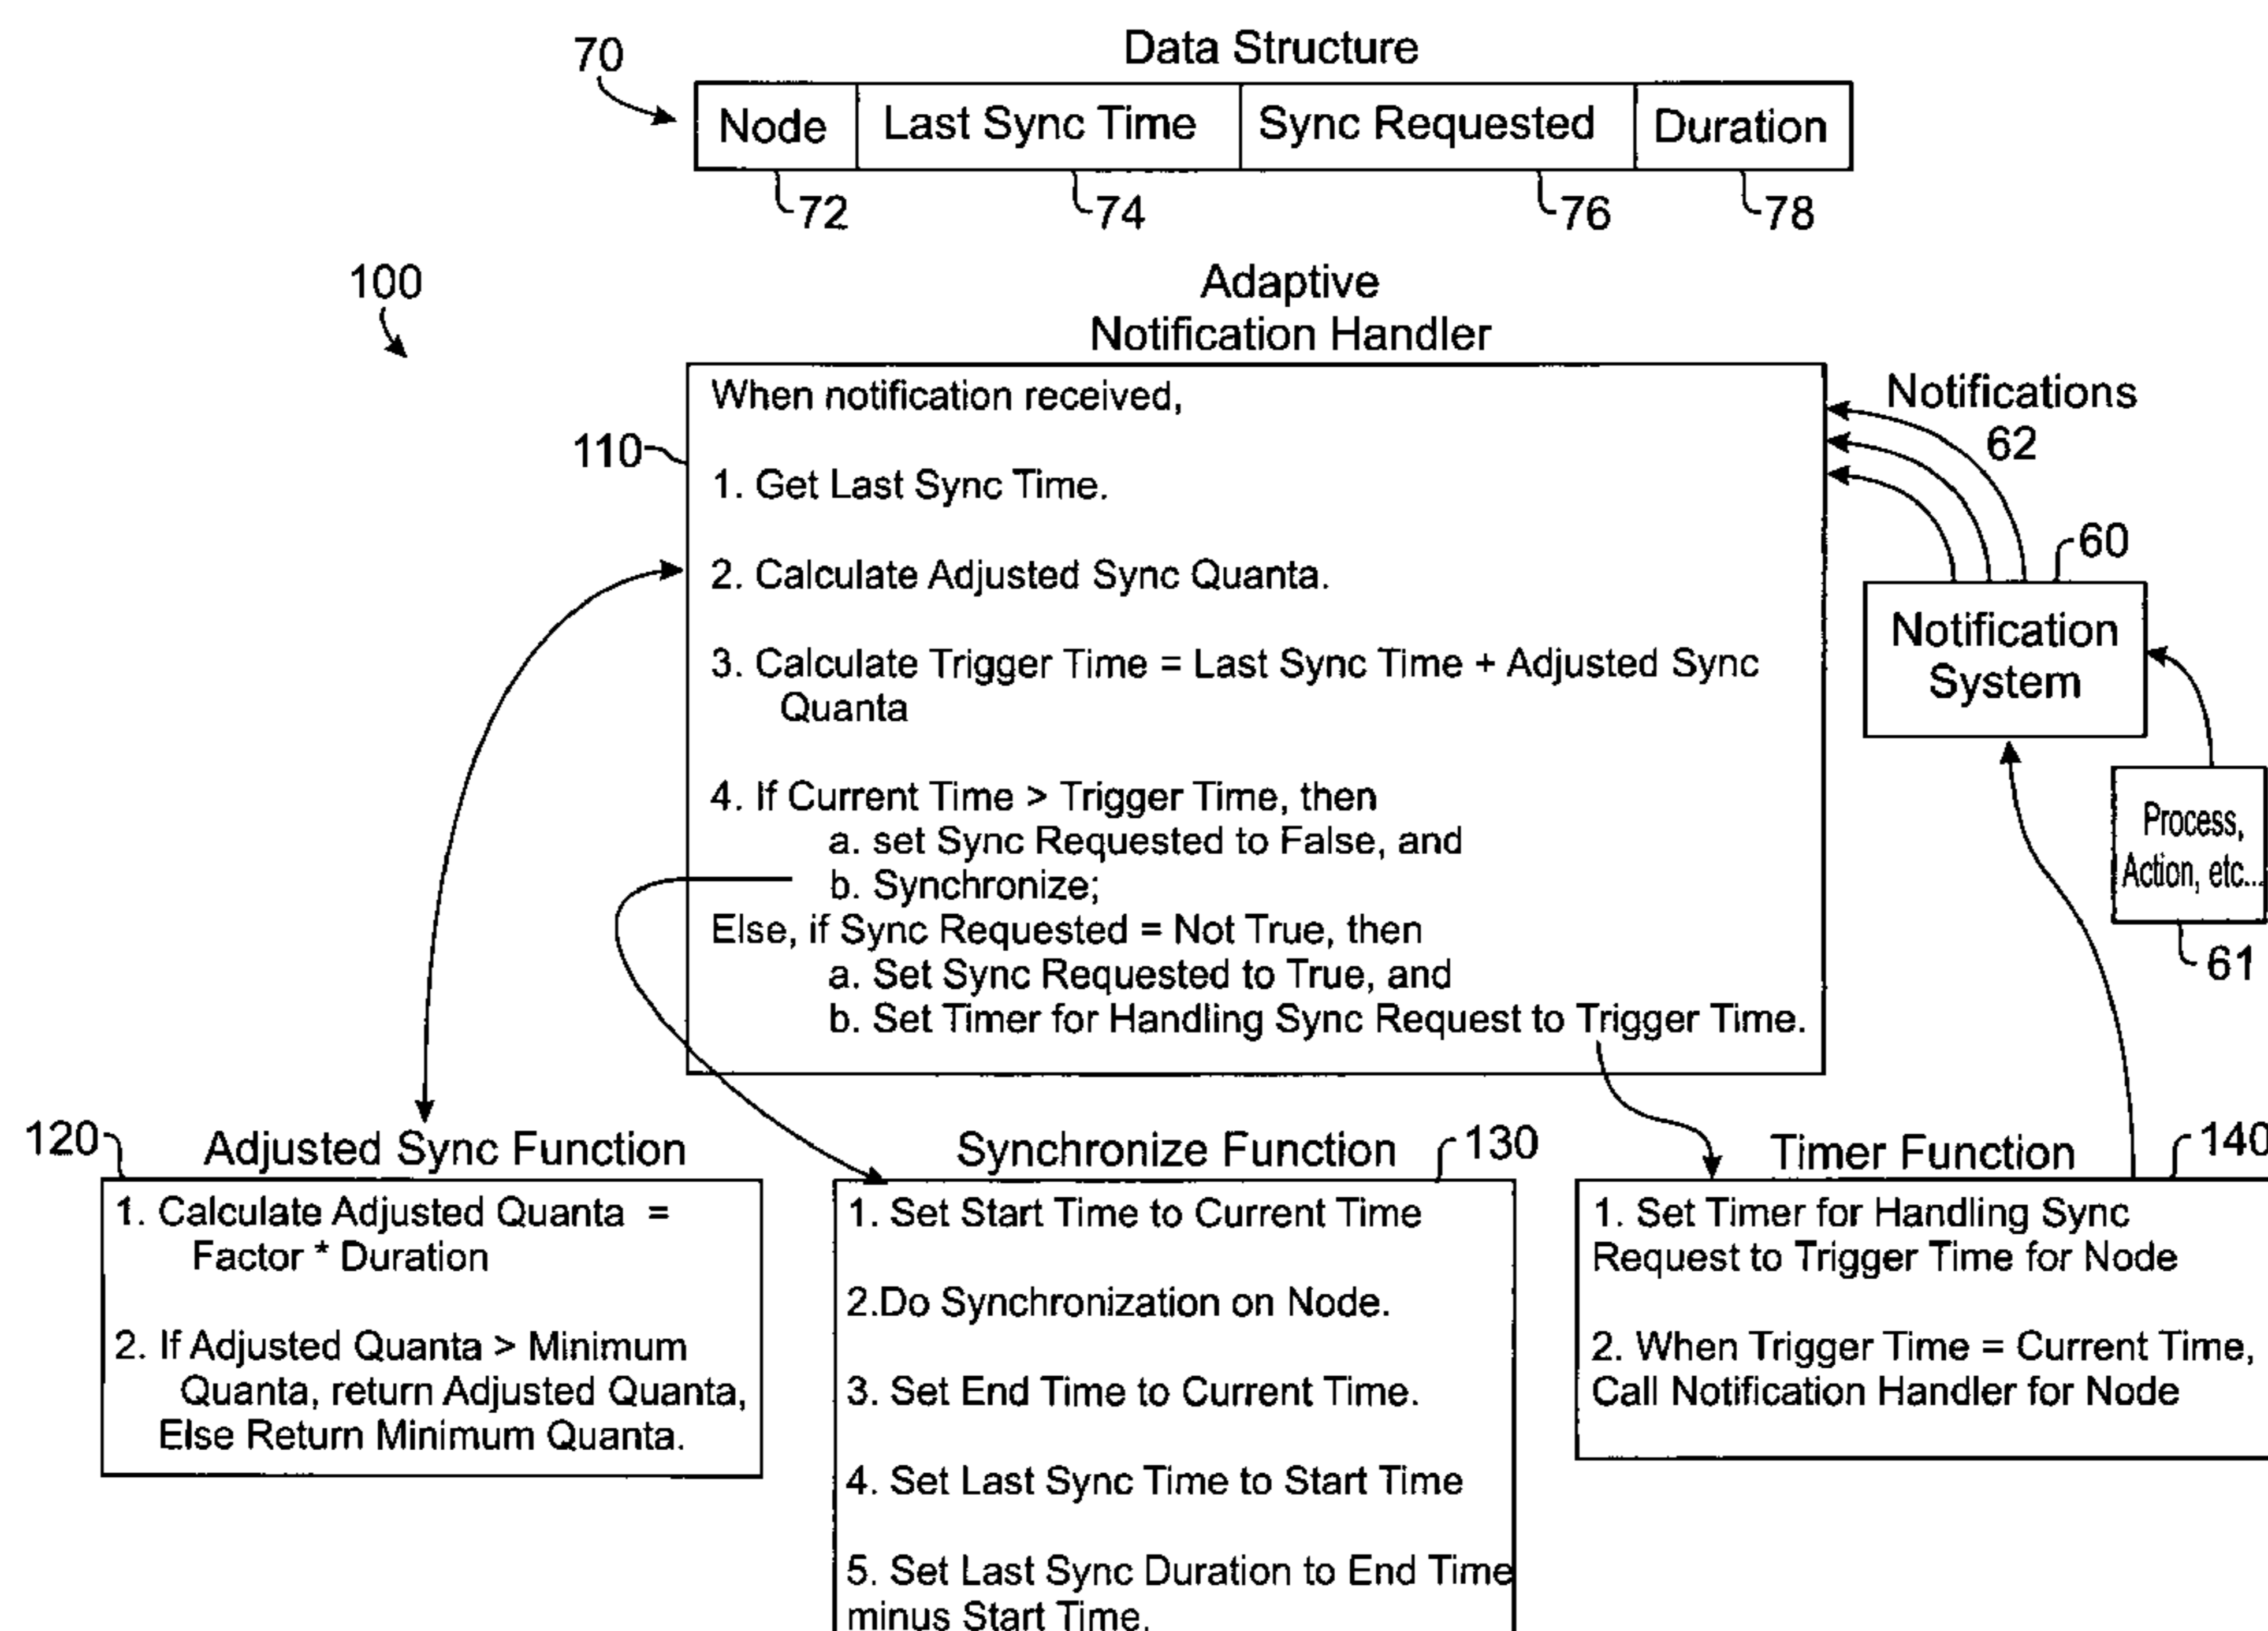 Data Structure
70
Node
Last Sync Time
Sync Requested
Duration
72
74
76
78
100
Adaptive
Notification Handler
110
When notification received,
1. Get Last Sync Time.
2. Calculate Adjusted Sync Quanta.
3. Calculate Trigger Time = Last Sync Time + Adjusted Sync
Quanta
4. If Current Time > Trigger Time, then
a. set Sync Requested to False, and
b. Synchronize;
Else, if Sync Requested = Not True, then
a. Set Sync Requested to True, and
b. Set Timer for Handling Sync Request to Trigger Time.
Notifications
62
60
Notification
System
Process,
Action, etc...
61
120
Adjusted Sync Function
1. Calculate Adjusted Quanta =
Factor * Duration
2. If Adjusted Quanta > Minimum
Quanta, return Adjusted Quanta,
Else Return Minimum Quanta.
Synchronize Function
130
1. Set Start Time to Current Time
2.Do Synchronization on Node.
3. Set End Time to Current Time.
4. Set Last Sync Time to Start Time
5. Set Last Sync Duration to End Time
minus Start Time.
Timer Function
140
1. Set Timer for Handling Sync
Request to Trigger Time for Node
2. When Trigger Time = Current Time,
Call Notification Handler for Node